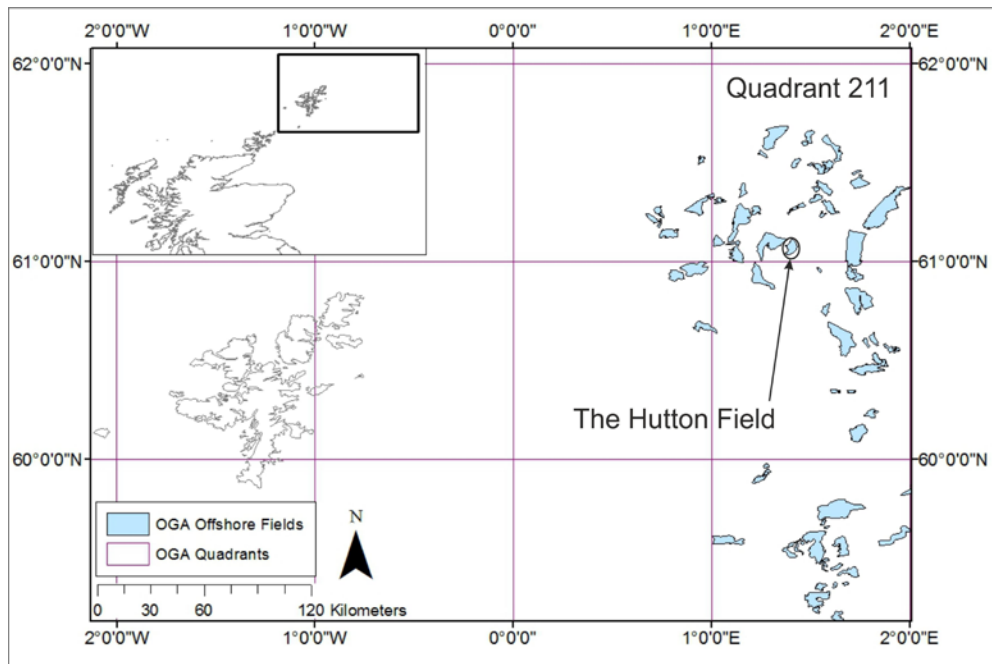 2°0'0"W 1°0'0"W 0°0'0" 1°0'0"E 2°0'0"E
62°0'0"N 62°0'0"N
Quadrant 211
61°0'0"N 61°0'0"N
The Hutton Field
60°0'0"N 60°0'0"N
OGA Offshore Fields
OGA Quadrants
N
0 30 60 120 Kilometers
2°0'0"W 1°0'0"W 0°0'0" 1°0'0"E 2°0'0"E